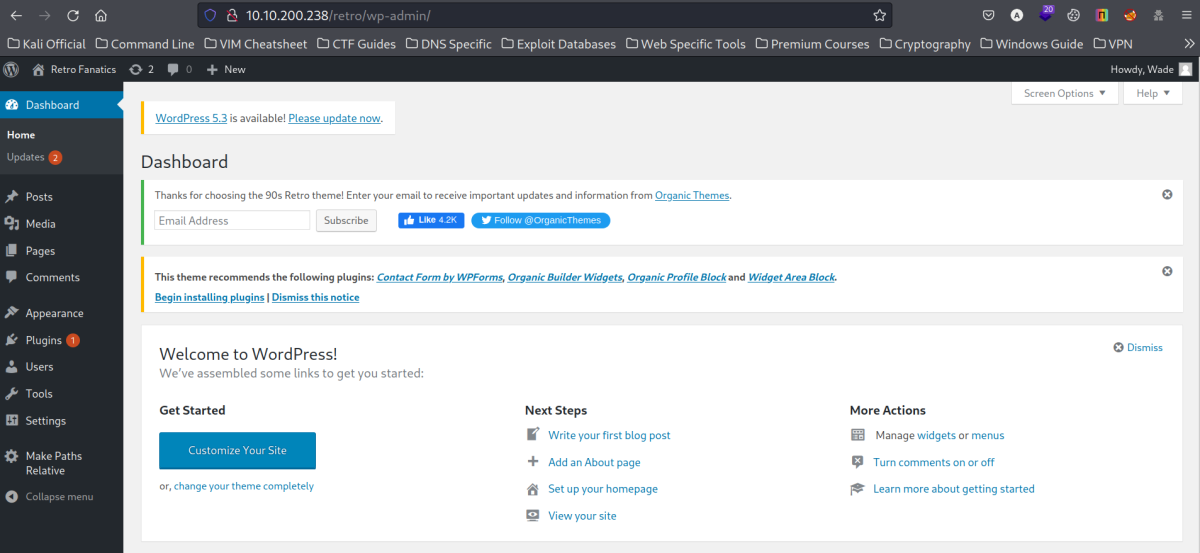 10.10.200.238/retro/wp-admin/
20
Kali Official Command Line VIM Cheatsheet CTF Guides DNS Specific Exploit Databases Web Specific Tools Premium Courses Cryptography Windows Guide VPN
Retro Fanatics 2 0 New Howdy, Wade
Screen Options Help
Dashboard
Home
Updates 2
Posts
Media
Pages
Comments
Appearance
Plugins 1
Users
Tools
Settings
Make Paths
Relative
Collapse menu
WordPress 5.3 is available! Please update now.
Dashboard
Thanks for choosing the 90s Retro theme! Enter your email to receive important updates and information from Organic Themes.
Email Address Subscribe Like 4.2K Follow @OrganicThemes
This theme recommends the following plugins: Contact Form by WPForms, Organic Builder Widgets, Organic Profile Block and Widget Area Block.
Begin installing plugins | Dismiss this notice
Welcome to WordPress! Dismiss
We've assembled some links to get you started:
Get Started
Customize Your Site
or, change your theme completely
Next Steps
Write your first blog post
Add an About page
Set up your homepage
View your site
More Actions
Manage widgets or menus
Turn comments on or off
Learn more about getting started